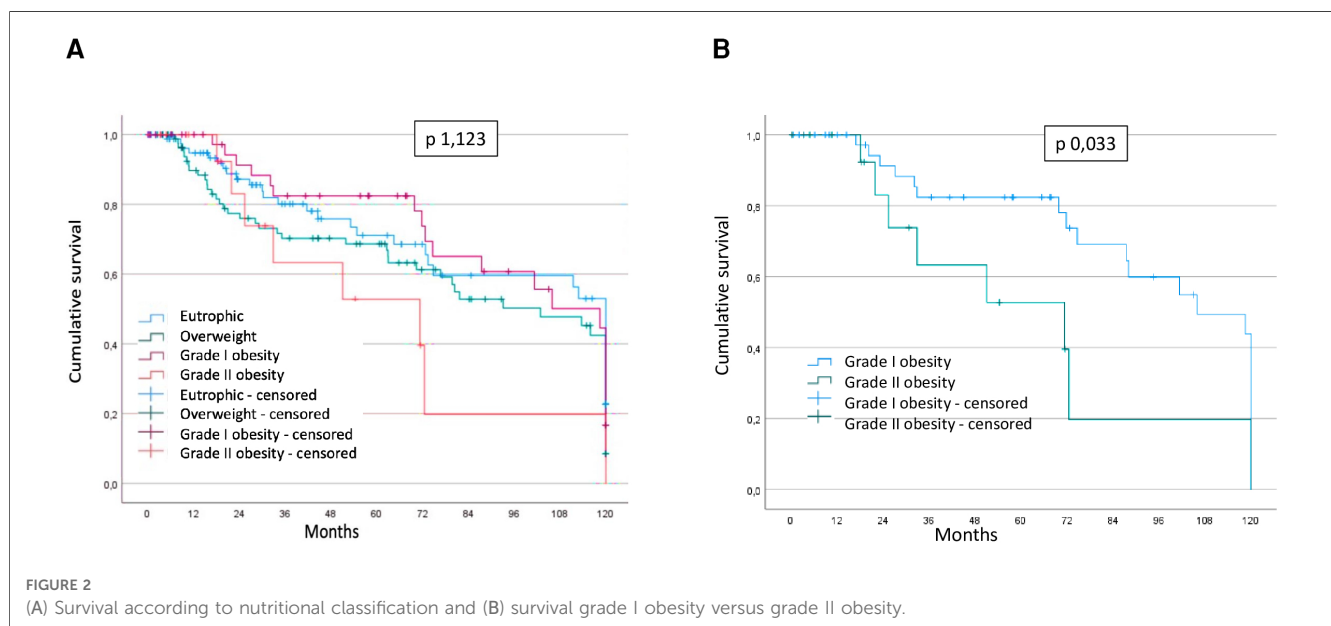 A
p 1,123
Cumulative survival
1,0
0,8
0,6
0,4
0,2
0,0
Eutrophic
Overweight
Grade I obesity
Grade II obesity
Eutrophic - censored
Overweight - censored
Grade I obesity - censored
Grade II obesity - censored
0 12 24 36 48 60 72 84 96 108 120
Months
B
p 0,033
Cumulative survival
1,0
0,8
0,6
0,4
0,2
0,0
Grade I obesity
Grade II obesity
Grade I obesity - censored
Grade II obesity - censored
0 12 24 36 48 60 72 84 96 108 120
Months
FIGURE 2
(A) Survival according to nutritional classification and (B) survival grade I obesity versus grade II obesity.